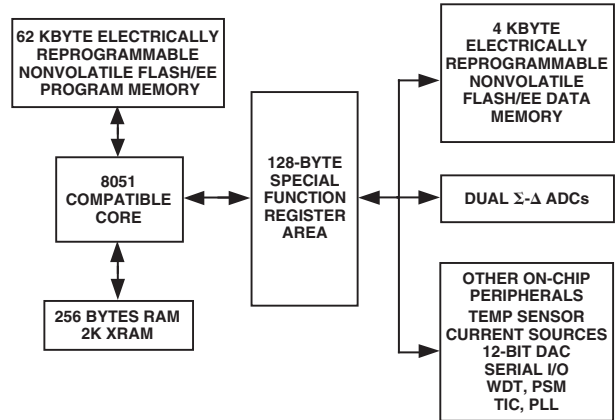 62 KBYTE ELECTRICALLY
REPROGRAMMABLE
NONVOLATILE FLASH/EE
PROGRAM MEMORY
8051
COMPATIBLE
CORE
256 BYTES RAM
2K XRAM
128-BYTE
SPECIAL
FUNCTION
REGISTER
AREA
4 KBYTE
ELECTRICALLY
REPROGRAMMABLE
NONVOLATILE
FLASH/EE DATA
MEMORY
DUAL Σ-Δ ADCs
OTHER ON-CHIP
PERIPHERALS
TEMP SENSOR
CURRENT SOURCES
12-BIT DAC
SERIAL I/O
WDT, PSM
TIC, PLL